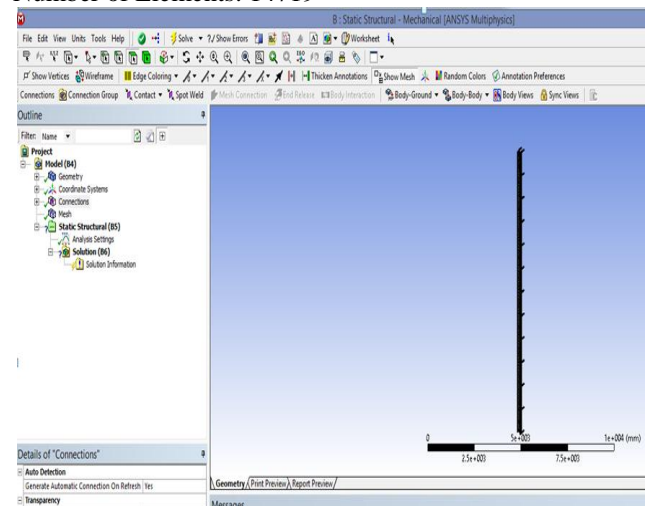 B : Static Structural - Mechanical [ANSYS Multiphysics]
File Edit View Units Tools Help Solve ?/Show Errors Worksheet
Show Vertices Wireframe Edge Coloring Thicken Annotations Show Mesh Random Colors Annotation Preferences
Connections Connection Group Contact Spot Weld Mesh Connection End Release Body Interaction Body-Ground Body-Body Body Views Sync Views
Outline
Filter: Name
Project
Model (B4)
Geometry
Coordinate Systems
Connections
Mesh
Static Structural (B5)
Analysis Settings
Solution (B6)
Solution Information
0 5e+003 1e+004 (mm)
2.5e+003 7.5e+003
Details of "Connections"
Auto Detection
Generate Automatic Connection On Refresh Yes
Transparency
Geometry Print Preview Report Preview